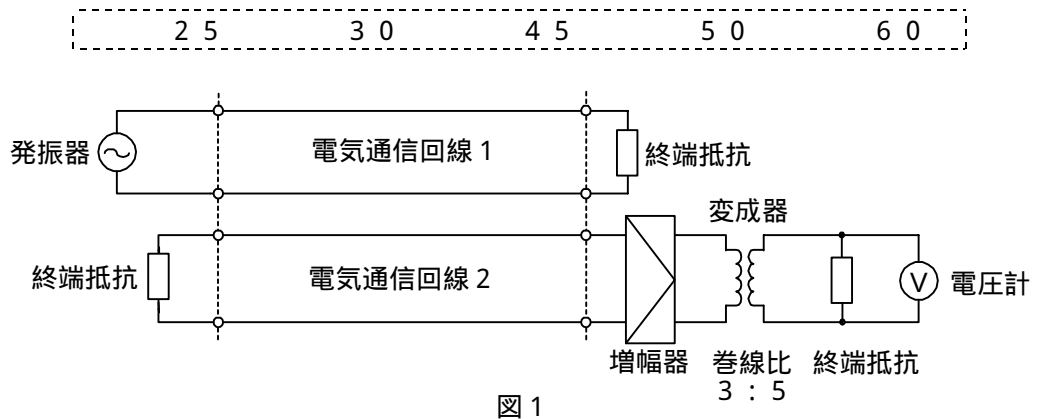 25 30 45 50 60
発振器
電気通信回線1
終端抵抗
変成器
終端抵抗
電気通信回線2
V
電圧計
増幅器
巻線比
3:5
終端抵抗
図1